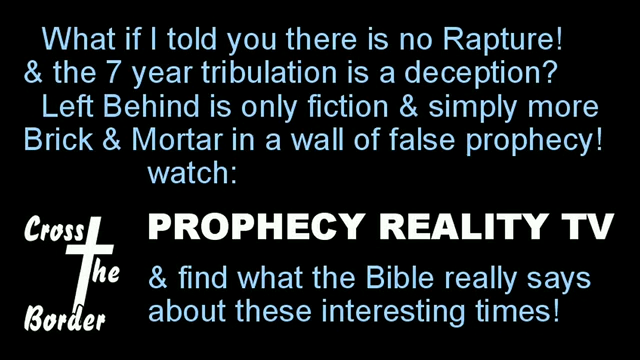 What if I told you there is no Rapture!
& the 7 year tribulation is a deception?
Left Behind is only fiction & simply more
Brick & Mortar in a wall of false prophecy!
watch:
Cross
the
Border
PROPHECY REALITY TV
& find what the Bible really says
about these interesting times!